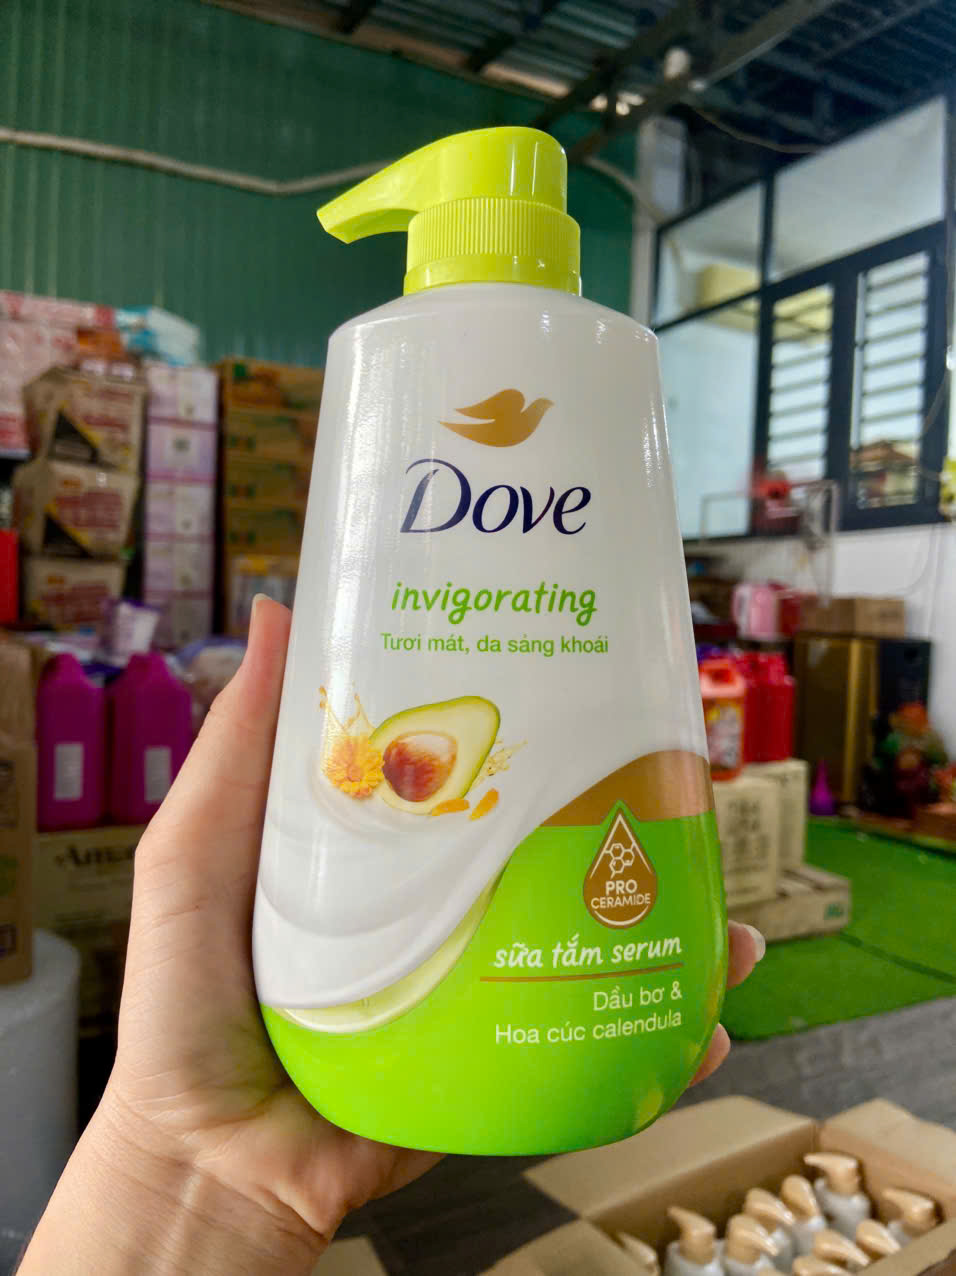 Dove
invigorating
Tươi mát, da sảng khoái
PRO
CERAMIDE
sữa tắm serum
Dầu bơ &
Hoa cúc calendula